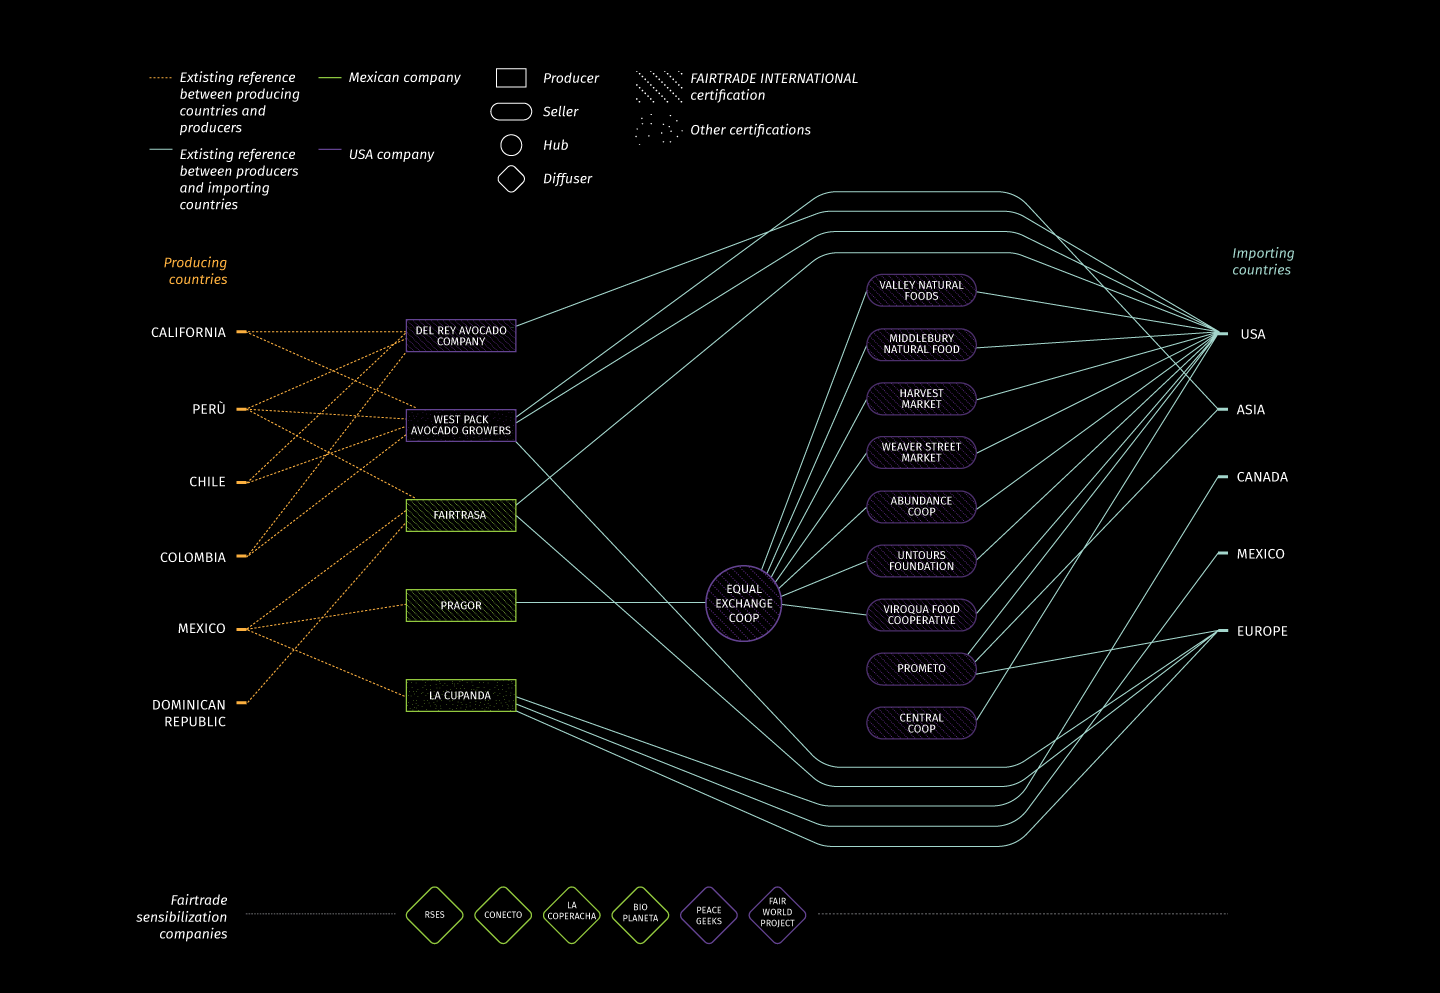 Extisting reference
between producing
countries and
producers
Mexican company
Producer
FAIRTRADE INTERNATIONAL
certification
Seller
Other certifications
Extisting reference
between producers
and importing
countries
USA company
Hub
Diffuser
Producing
countries
Importing
countries
CALIFORNIA
PERÙ
CHILE
COLOMBIA
MEXICO
DOMINICAN
REPUBLIC
DEL REY AVOCADO
COMPANY
WEST PACK
AVOCADO GROWERS
FAIRTRASA
PRAGOR
LA CUPANDA
EQUAL
EXCHANGE
COOP
VALLEY NATURAL
FOODS
MIDDLEBURY
NATURAL FOOD
HARVEST
MARKET
WEAVER STREET
MARKET
ABUNDANCE
COOP
UNTOURS
FOUNDATION
VIROQUA FOOD
COOPERATIVE
PROMETO
CENTRAL
COOP
USA
ASIA
CANADA
MEXICO
EUROPE
Fairtrade
sensibilization
companies
RSES
CONECTO
LA
COPERACHA
BIO
PLANETA
PEACE
GEEKS
FAIR
WORLD
PROJECT